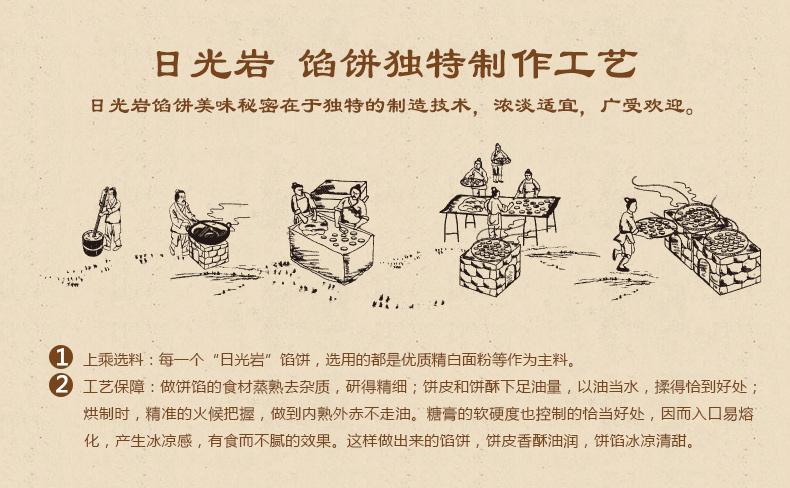 日光岩 馅饼独特制作工艺
日光岩馅饼美味秘密在于独特的制造技术，浓淡适宜，广受欢迎。
1 上乘选料：每一个“日光岩”馅饼，选用的都是优质精白面粉等作为主料。
2 工艺保障：做饼馅的食材蒸熟去杂质，研得精细；饼皮和饼酥下足油量，以油当水，揉得恰到好处；
烘制时，精准的火候把握，做到内熟外赤不走油。糖膏的软硬度也控制的恰当好处，因而入口易熔
化，产生冰凉感，有食而不腻的效果。这样做出来的馅饼，饼皮香酥油润，饼馅冰凉清甜。